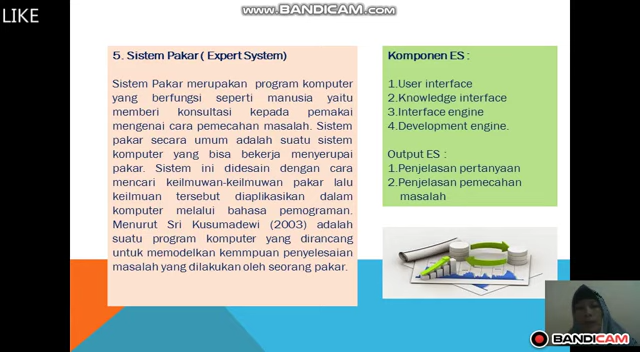 LIKE
www.BANDICAM.com
5. Sistem Pakar ( Expert System)
Sistem Pakar merupakan program komputer
yang berfungsi seperti manusia yaitu
memberi konsultasi kepada pemakai
mengenai cara pemecahan masalah. Sistem
pakar secara umum adalah suatu sistem
komputer yang bisa bekerja menyerupai
pakar. Sistem ini didesain dengan cara
mencari keilmuwan-keilmuwan pakar lalu
keilmuan tersebut diaplikasikan dalam
komputer melalui bahasa pemograman.
Menurut Sri Kusumadewi (2003) adalah
suatu program komputer yang dirancang
untuk memodelkan kemmpuan penyelesaian
masalah yang dilakukan oleh seorang pakar.
Komponen ES :
1.User interface
2.Knowledge interface
3.Interface engine
4.Development engine.
Output ES :
1.Penjelasan pertanyaan
2.Penjelasan pemecahan
masalah
BANDICAM